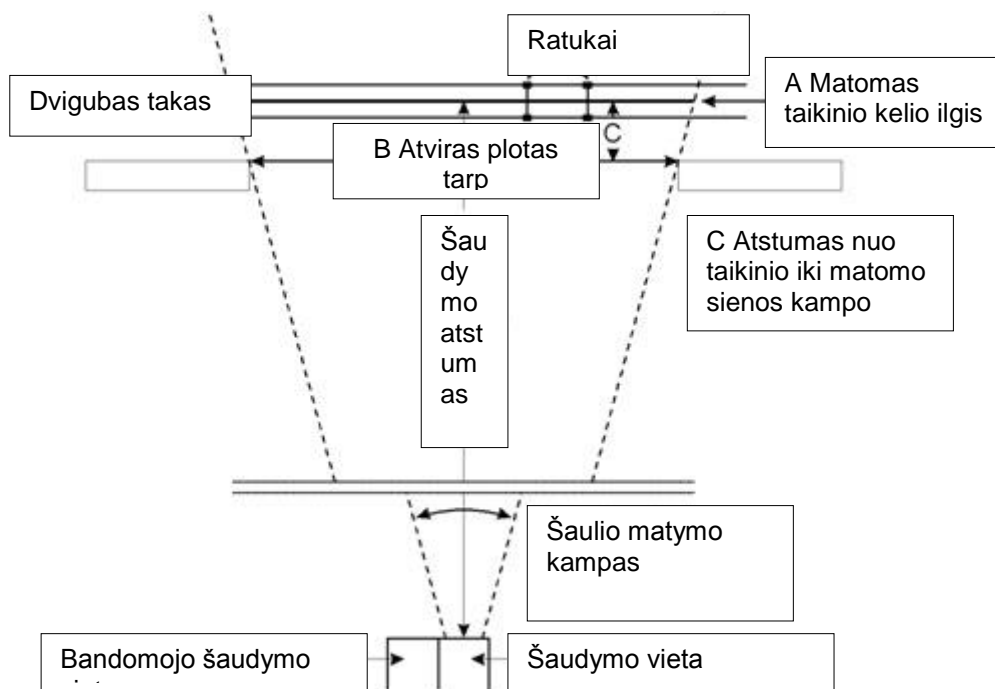 Ratukai
Dvigubas takas
A Matomas
taikinio kelio ilgis
C
B Atviras plotas
tarp
Šau
dy
mo
atst
um
as
C Atstumas nuo
taikinio iki matomo
sienos kampo
Šaulio matymo
kampas
Bandomojo šaudymo
Šaudymo vieta